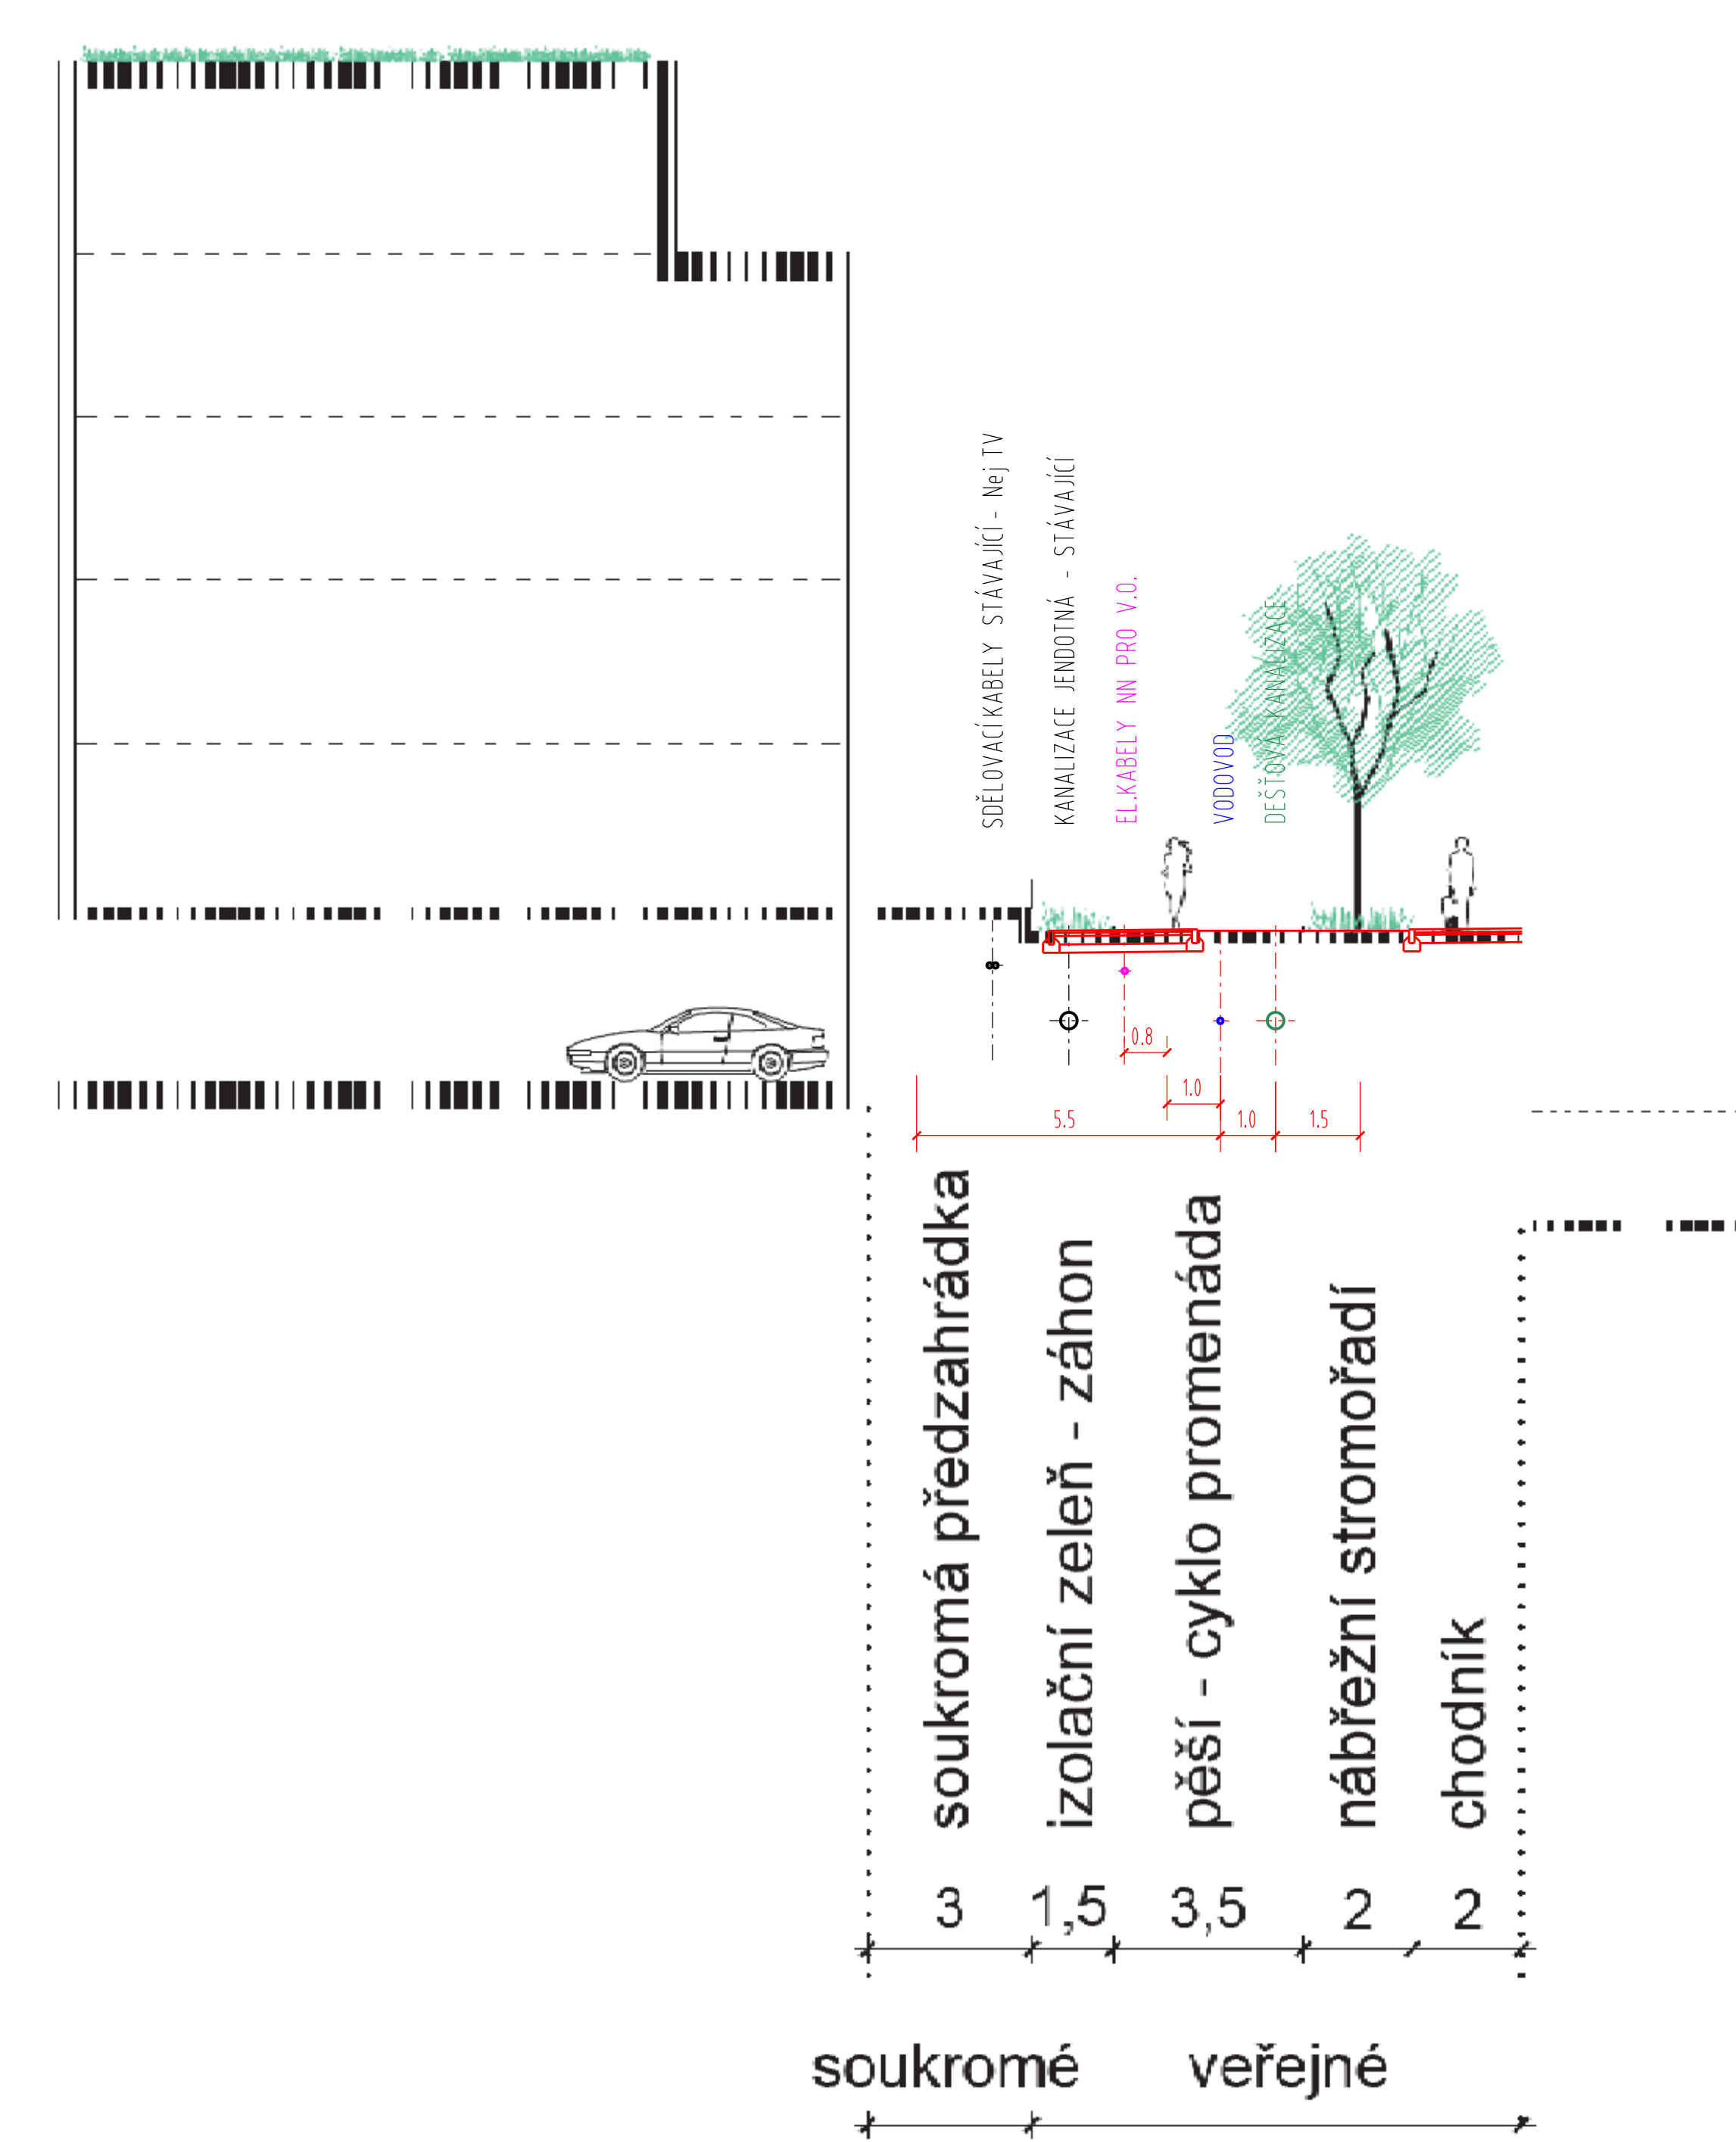 SDĚLOVACÍ KABELY STÁVAJÍCÍ - Nej TV
KANALIZACE JENDOTNÁ - STÁVAJÍCÍ
EL.KABELY NN PRO V.O.
VODOVOD
DEŠŤOVÁ KANALIZACE
0.8
1.0
5.5
1.0
1.5
soukromá předzahrádka
izolační zeleň - záhon
pěší - cyklo promenáda
nábřežní stromořadí
chodník
3
1,5
3,5
2
2
soukromé
veřejné